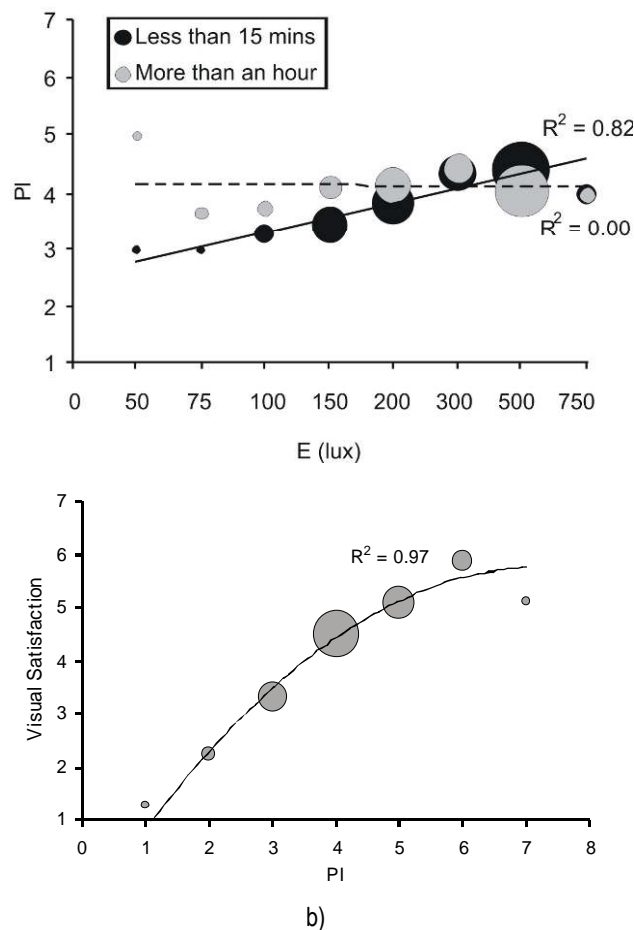 7
Less than 15 mins
More than an hour
6
5
R² = 0.82
PI
4
R² = 0.00
3
2
1
0 50 75 100 150 200 300 500 750
E (lux)
7
R² = 0.97
6
5
Visual Satisfaction
4
3
2
1
0 1 2 3 4 5 6 7 8
PI
b)